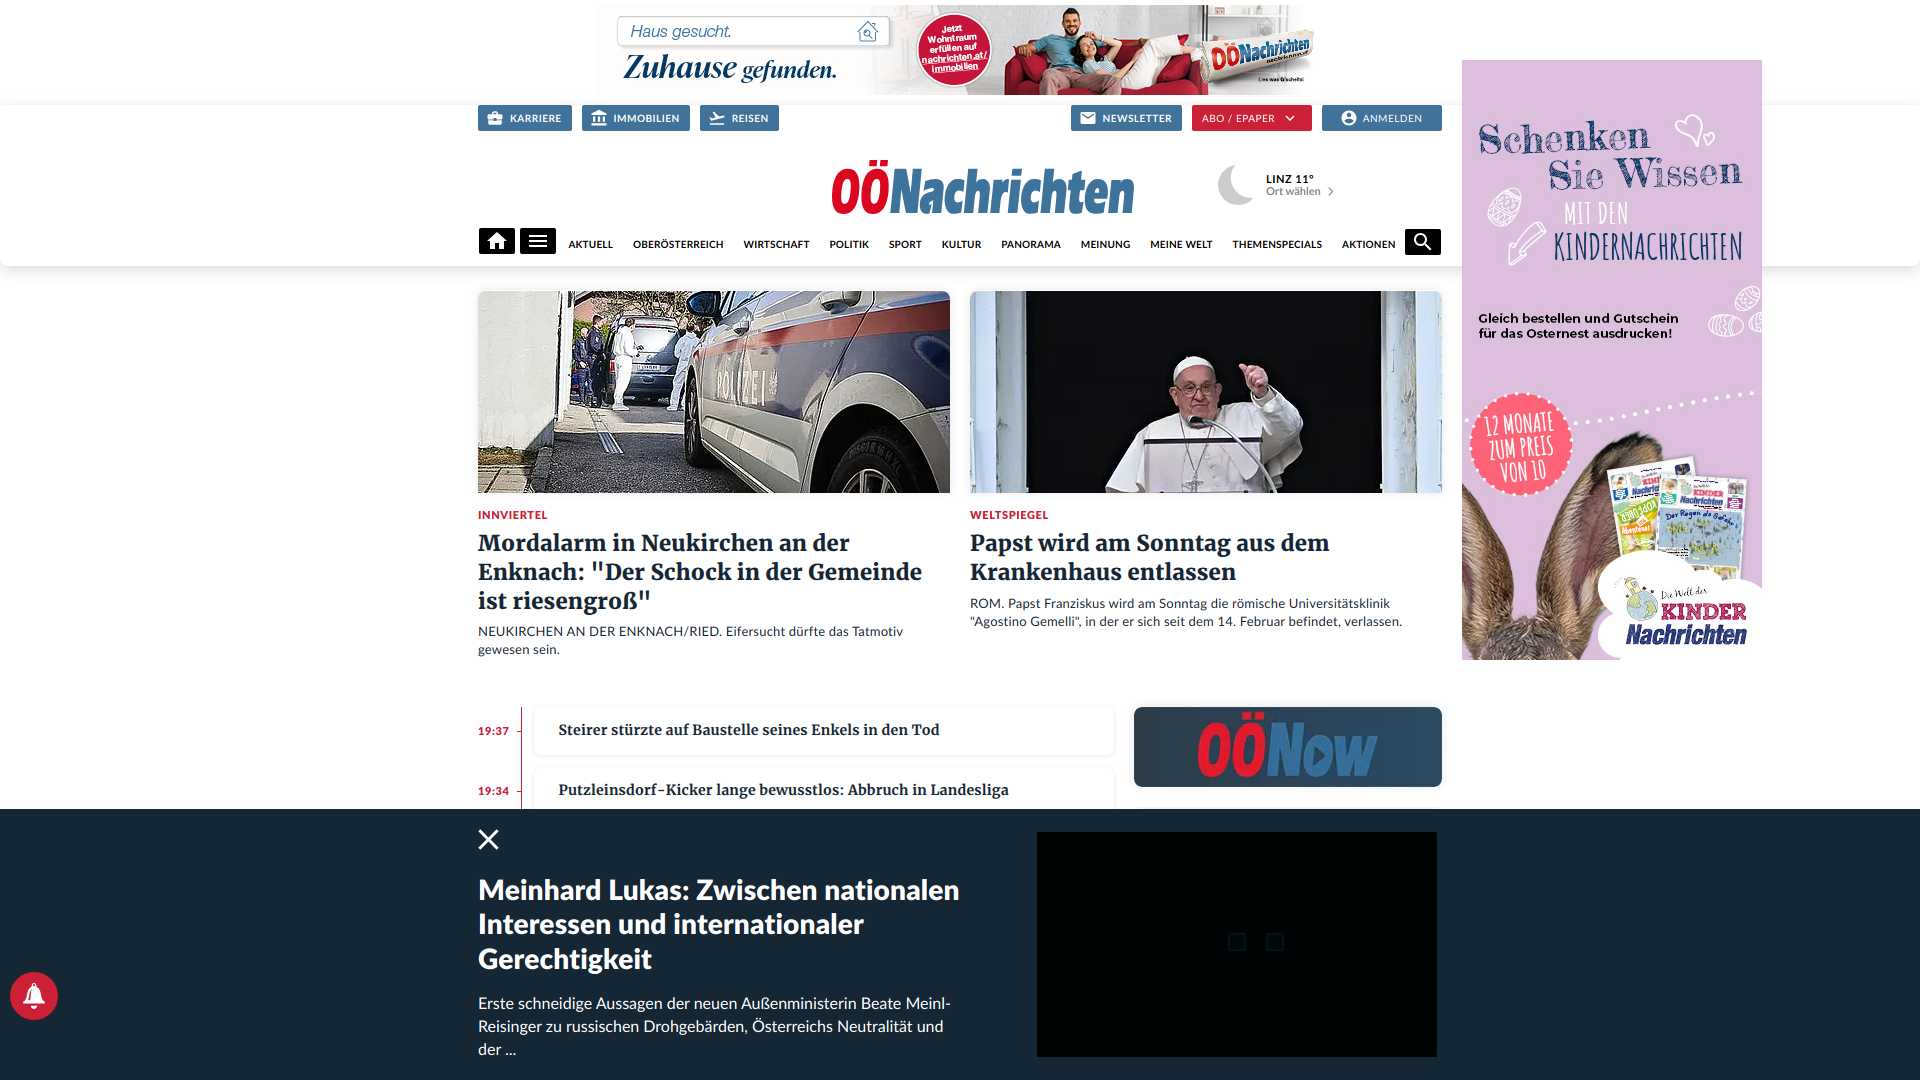 Haus gesucht.
Zuhause gefunden.
Jetzt
Wohntraum
erfüllen auf
nachrichten.at/
immobilien
OÖNachrichten
Lies was G'scheits!
KARRIERE
IMMOBILIEN
REISEN
NEWSLETTER
ABO / EPAPER
ANMELDEN
OÖNachrichten
LINZ 11°
Ort wählen
AKTUELL
OBERÖSTERREICH
WIRTSCHAFT
POLITIK
SPORT
KULTUR
PANORAMA
MEINUNG
MEINE WELT
THEMENSPECIALS
AKTIONEN
POLIZEI
INNVIERTEL
Mordalarm in Neukirchen an der
Enknach: "Der Schock in der Gemeinde
ist riesengroß"
NEUKIRCHEN AN DER ENKNACH/RIED. Eifersucht dürfte das Tatmotiv
gewesen sein.
WELTSPIEGEL
Papst wird am Sonntag aus dem
Krankenhaus entlassen
ROM. Papst Franziskus wird am Sonntag die römische Universitätsklinik
"Agostino Gemelli", in der er sich seit dem 14. Februar befindet, verlassen.
Schenken
Sie Wissen
MIT DEN
KINDERNACHRICHTEN
Gleich bestellen und Gutschein
für das Osternest ausdrucken!
12 MONATE
ZUM PREIS
VON 10
Die Welt der
KINDER
Nachrichten
19:37
Steirer stürzte auf Baustelle seines Enkels in den Tod
19:34
Putzleinsdorf-Kicker lange bewusstlos: Abbruch in Landesliga
OÖNow
Meinhard Lukas: Zwischen nationalen
Interessen und internationaler
Gerechtigkeit
Erste schneidige Aussagen der neuen Außenministerin Beate Meinl-
Reisinger zu russischen Drohgebärden, Österreichs Neutralität und
der ...